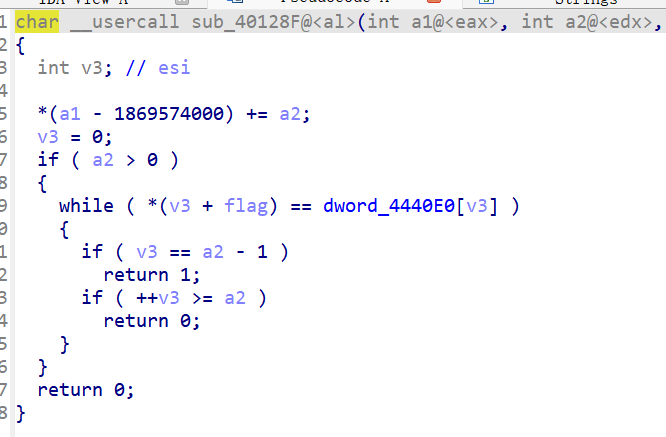 IDA View-A Pseudocode-A Strings
1 char __usercall sub_40128F@<al>(int a1@<eax>, int a2@<edx>,
2 {
3 int v3; // esi
4
5 *(a1 - 1869574000) += a2;
6 v3 = 0;
7 if ( a2 > 0 )
8 {
9 while ( *(v3 + flag) == dword_4440E0[v3] )
0 {
1 if ( v3 == a2 - 1 )
2 return 1;
3 if ( ++v3 >= a2 )
4 return 0;
5 }
6 }
7 return 0;
8 }